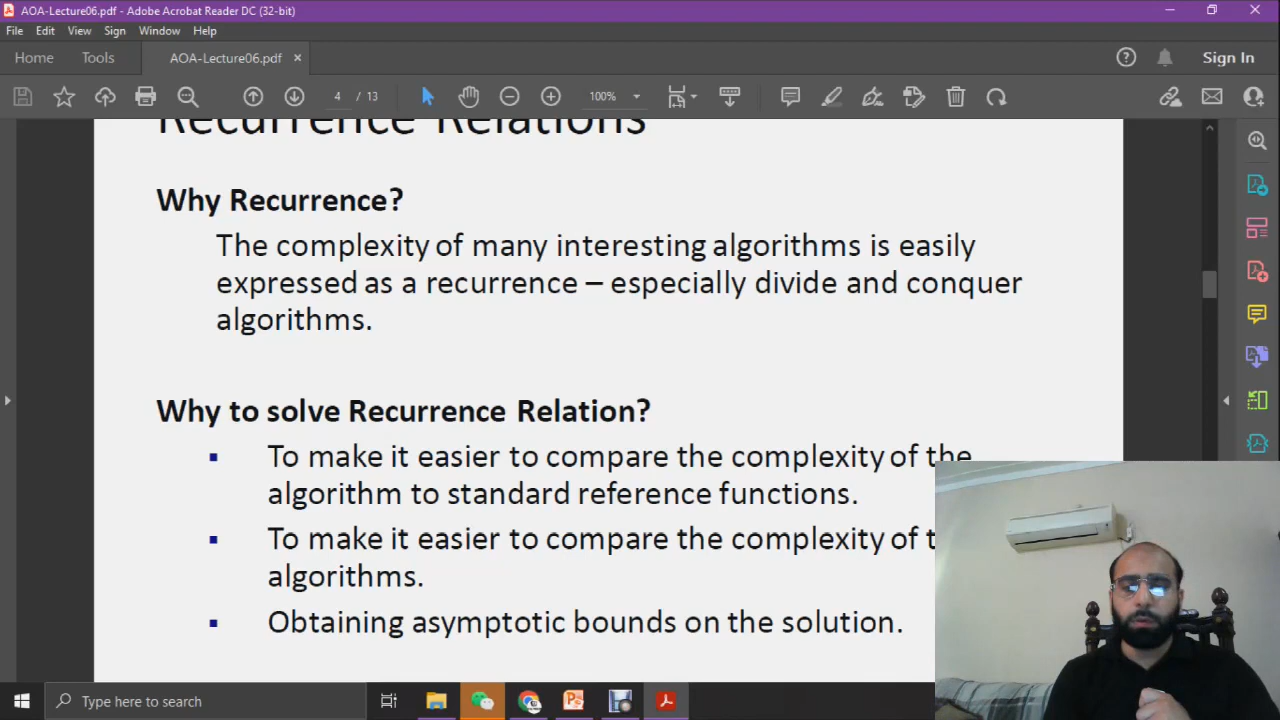 AOA-Lecture06.pdf - Adobe Acrobat Reader DC (32-bit)
File Edit View Sign Window Help
Home Tools AOA-Lecture06.pdf × Sign In
4 / 13 100%
Recurrence Relations
Why Recurrence?
The complexity of many interesting algorithms is easily
expressed as a recurrence – especially divide and conquer
algorithms.
Why to solve Recurrence Relation?
▪ To make it easier to compare the complexity of the
algorithm to standard reference functions.
▪ To make it easier to compare the complexity of
algorithms.
▪ Obtaining asymptotic bounds on the solution.
Type here to search